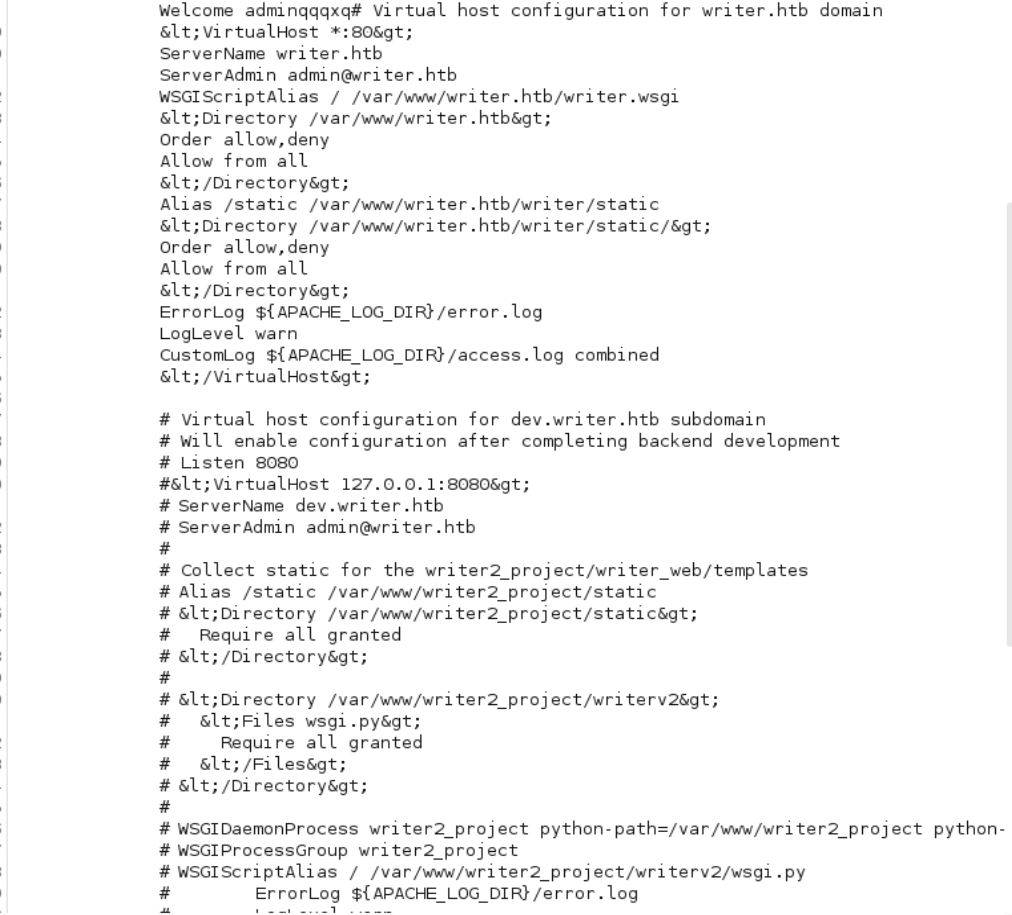 Welcome adminqqqxq# Virtual host configuration for writer.htb domain
&lt;VirtualHost *:80&gt;
ServerName writer.htb
ServerAdmin admin@writer.htb
WSGIScriptAlias / /var/www/writer.htb/writer.wsgi
&lt;Directory /var/www/writer.htb&gt;
Order allow,deny
Allow from all
&lt;/Directory&gt;
Alias /static /var/www/writer.htb/writer/static
&lt;Directory /var/www/writer.htb/writer/static/&gt;
Order allow,deny
Allow from all
&lt;/Directory&gt;
ErrorLog ${APACHE_LOG_DIR}/error.log
LogLevel warn
CustomLog ${APACHE_LOG_DIR}/access.log combined
&lt;/VirtualHost&gt;
# Virtual host configuration for dev.writer.htb subdomain
# Will enable configuration after completing backend development
# Listen 8080
#&lt;VirtualHost 127.0.0.1:8080&gt;
# ServerName dev.writer.htb
# ServerAdmin admin@writer.htb
#
# Collect static for the writer2_project/writer_web/templates
# Alias /static /var/www/writer2_project/static
# &lt;Directory /var/www/writer2_project/static&gt;
#   Require all granted
# &lt;/Directory&gt;
#
# &lt;Directory /var/www/writer2_project/writerv2&gt;
#   &lt;Files wsgi.py&gt;
#     Require all granted
#   &lt;/Files&gt;
# &lt;/Directory&gt;
#
# WSGIDaemonProcess writer2_project python-path=/var/www/writer2_project python-
# WSGIProcessGroup writer2_project
# WSGIScriptAlias / /var/www/writer2_project/writerv2/wsgi.py
#        ErrorLog ${APACHE_LOG_DIR}/error.log